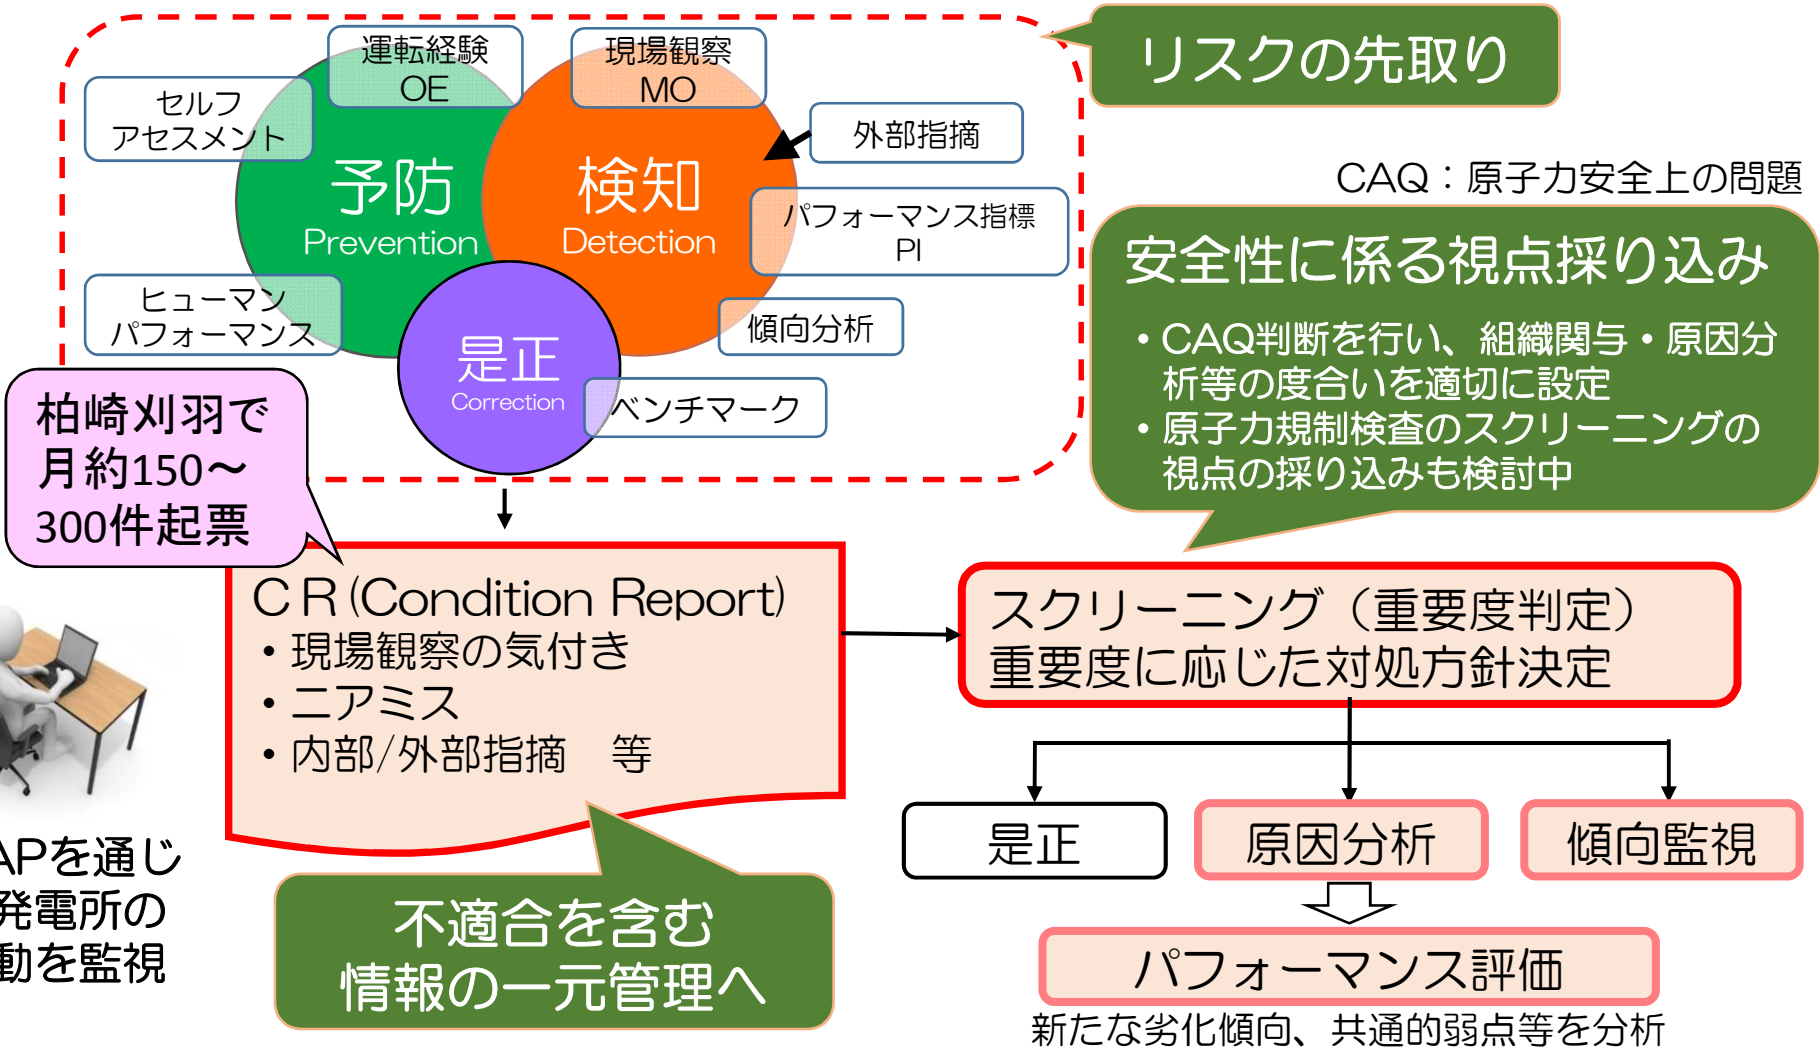 運転経験
OE
現場観察
MO
リスクの先取り
セルフ
アセスメント
外部指摘
予防
Prevention
検知
Detection
CAQ：原子力安全上の問題
パフォーマンス指標
PI
安全性に係る視点採り込み
・CAQ判断を行い、組織関与・原因分
析等の度合いを適切に設定
・原子力規制検査のスクリーニングの
視点の採り込みも検討中
ヒューマン
パフォーマンス
傾向分析
是正
Correction
ベンチマーク
柏崎刈羽で
月約150～
300件起票
ＣＲ(Condition Report)
・現場観察の気付き
・ニアミス
・内部/外部指摘　等
スクリーニング（重要度判定）
重要度に応じた対処方針決定
是正
原因分析
傾向監視
APを通じ
発電所の
動を監視
不適合を含む
情報の一元管理へ
パフォーマンス評価
新たな劣化傾向、共通的弱点等を分析